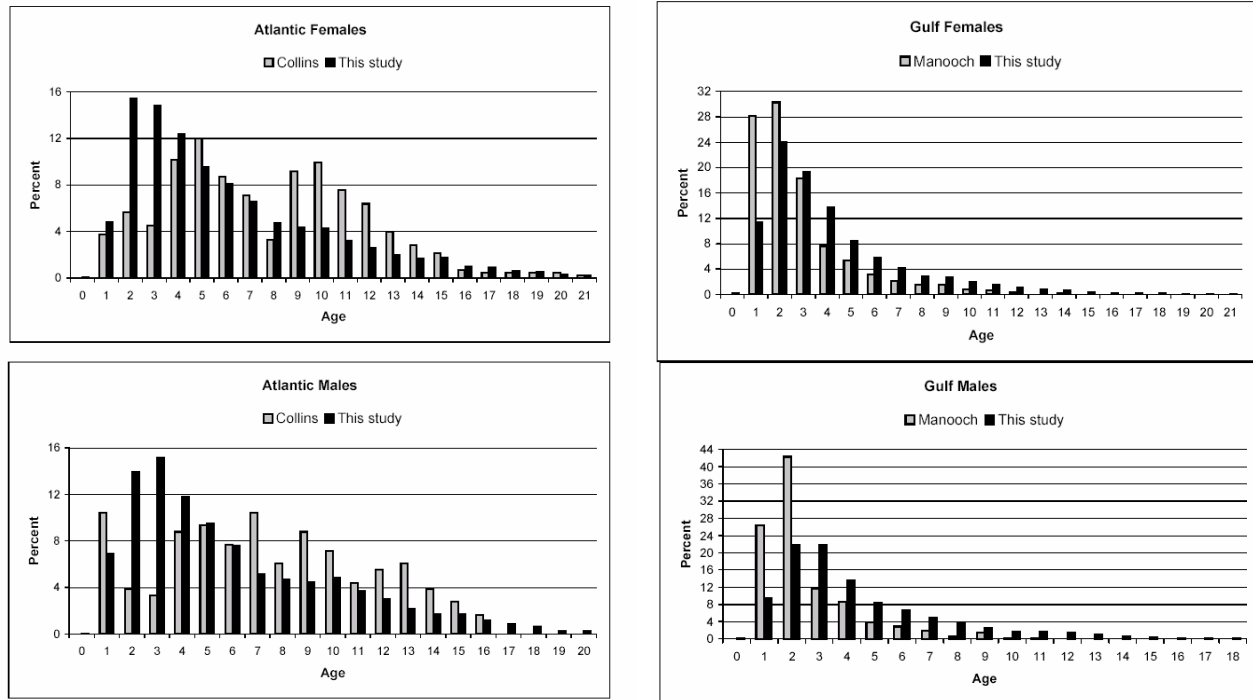 Atlantic Females
Collins This study
16
12
8
4
0
Percent
0 1 2 3 4 5 6 7 8 9 10 11 12 13 14 15 16 17 18 19 20 21
Age
Gulf Females
Manooch This study
32
28
24
20
16
12
8
4
0
Percent
0 1 2 3 4 5 6 7 8 9 10 11 12 13 14 15 16 17 18 19 20 21
Age
Atlantic Males
Collins This study
16
12
8
4
0
Percent
0 1 2 3 4 5 6 7 8 9 10 11 12 13 14 15 16 17 18 19 20
Age
Gulf Males
Manooch This study
44
40
36
32
28
24
20
16
12
8
4
0
Percent
0 1 2 3 4 5 6 7 8 9 10 11 12 13 14 15 16 17 18
Age